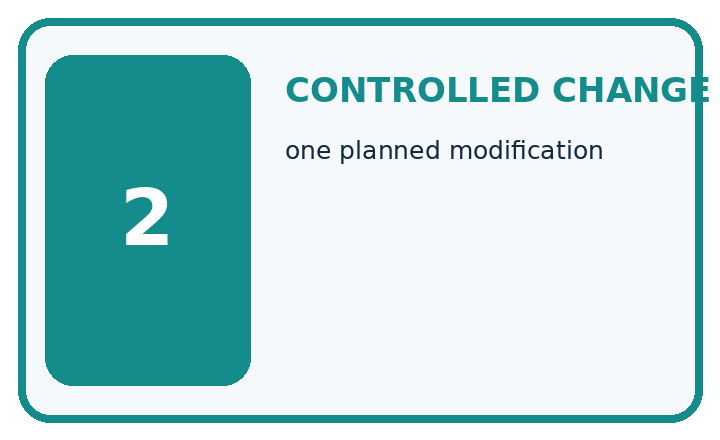 2
CONTROLLED CHANGE
one planned modification